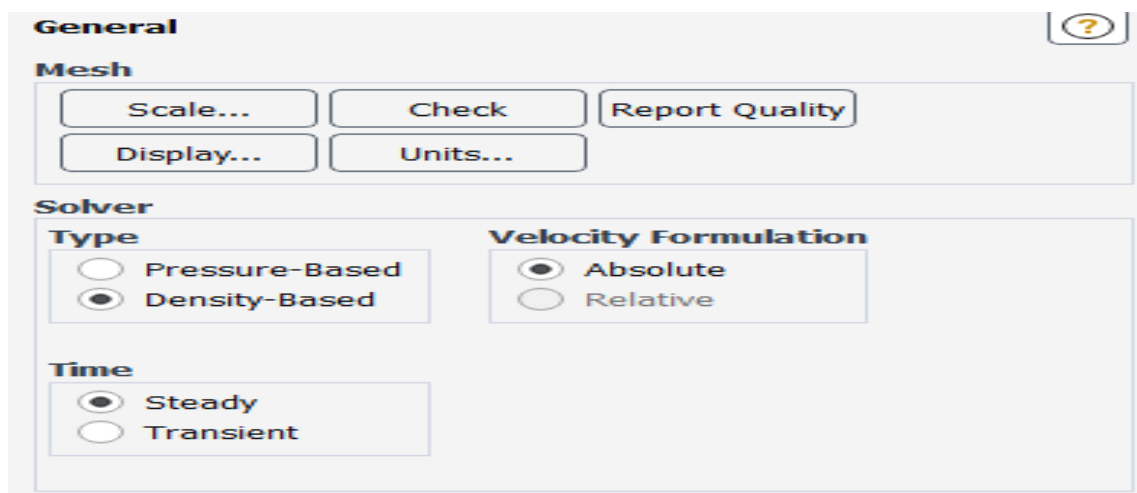 General
?
Mesh
Scale... Check Report Quality
Display... Units...
Solver
Type Velocity Formulation
Pressure-Based Absolute
Density-Based Relative
Time
Steady
Transient